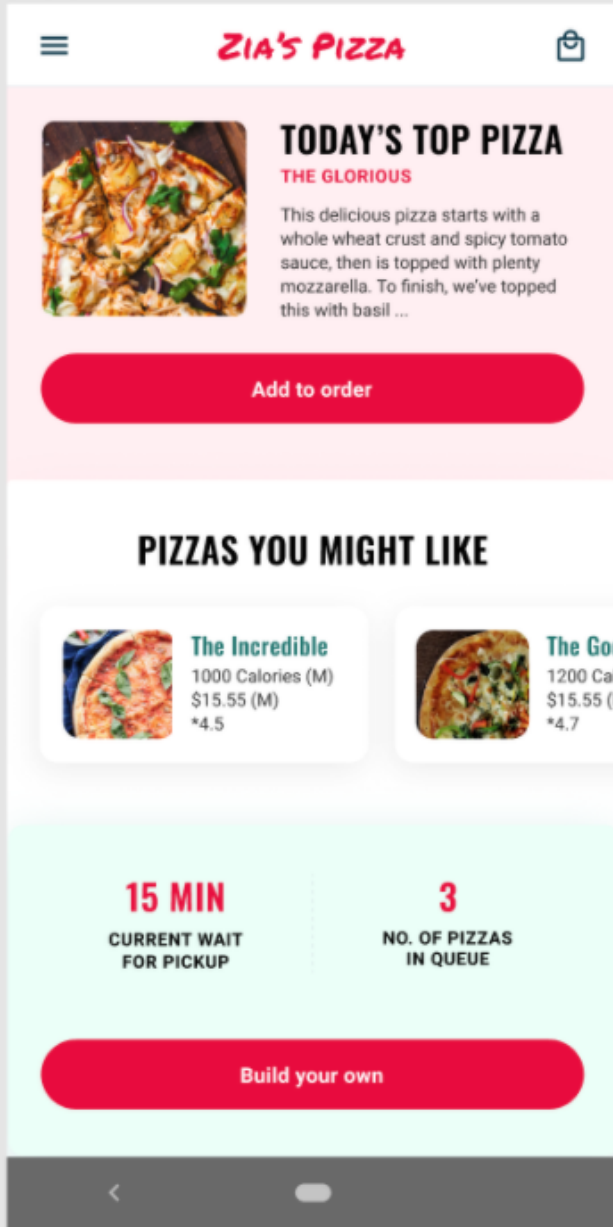 ZIA'S PIZZA
TODAY'S TOP PIZZA
THE GLORIOUS
This delicious pizza starts with a
whole wheat crust and spicy tomato
sauce, then is topped with plenty
mozzarella. To finish, we've topped
this with basil ...
Add to order
PIZZAS YOU MIGHT LIKE
The Incredible
1000 Calories (M)
$15.55 (M)
*4.5
The Go
1200 Cal
$15.55 (
*4.7
15 MIN
CURRENT WAIT
FOR PICKUP
3
NO. OF PIZZAS
IN QUEUE
Build your own